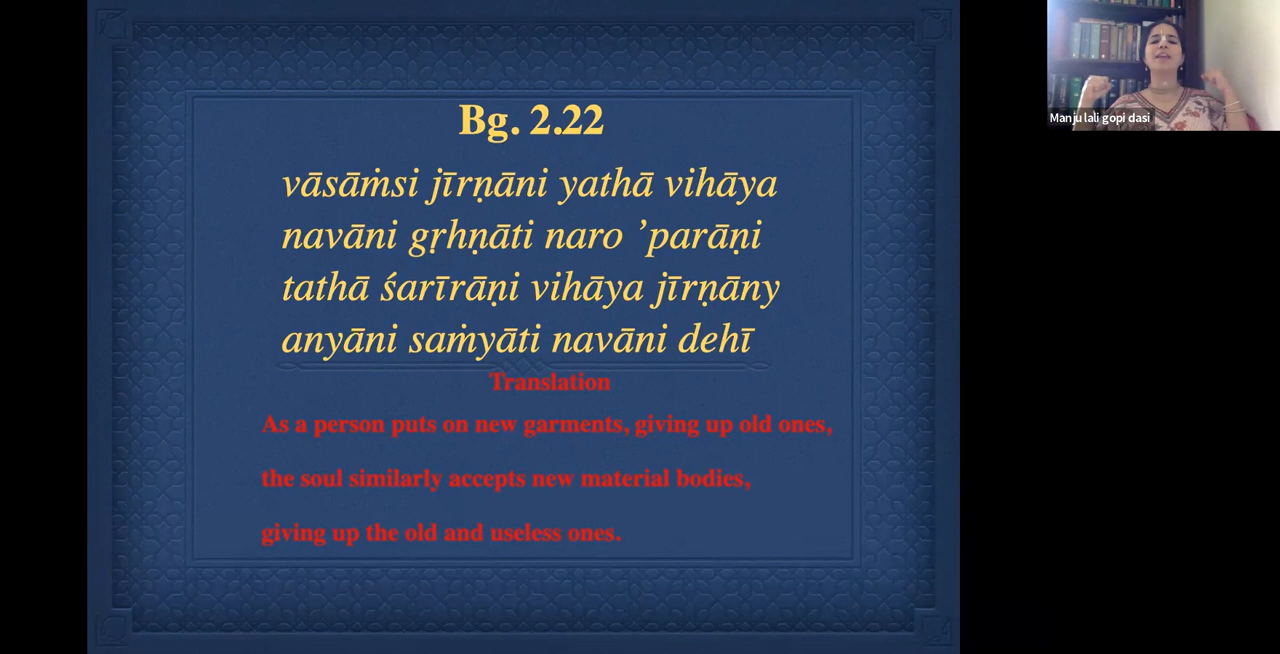 Bg. 2.22
vāsāṁsi jīrṇāni yathā vihāya
navāni gṛhṇāti naro ’parāṇi
tathā śarīrāṇi vihāya jīrṇāny
anyāni saṁyāti navāni dehī
Translation
As a person puts on new garments, giving up old ones,
the soul similarly accepts new material bodies,
giving up the old and useless ones.
Manju lali gopi dasi